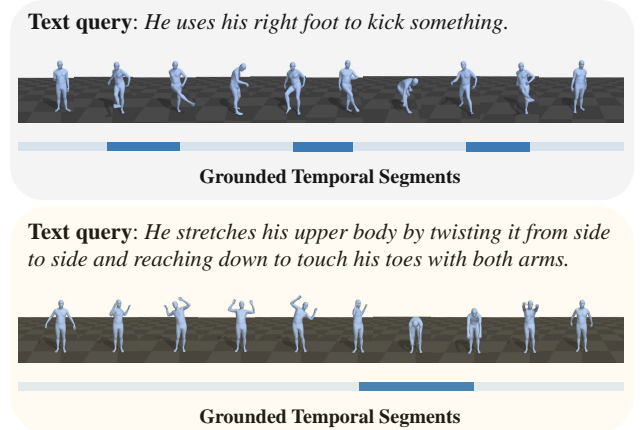 Text query: He uses his right foot to kick something.
Grounded Temporal Segments
Text query: He stretches his upper body by twisting it from side
to side and reaching down to touch his toes with both arms.
Grounded Temporal Segments